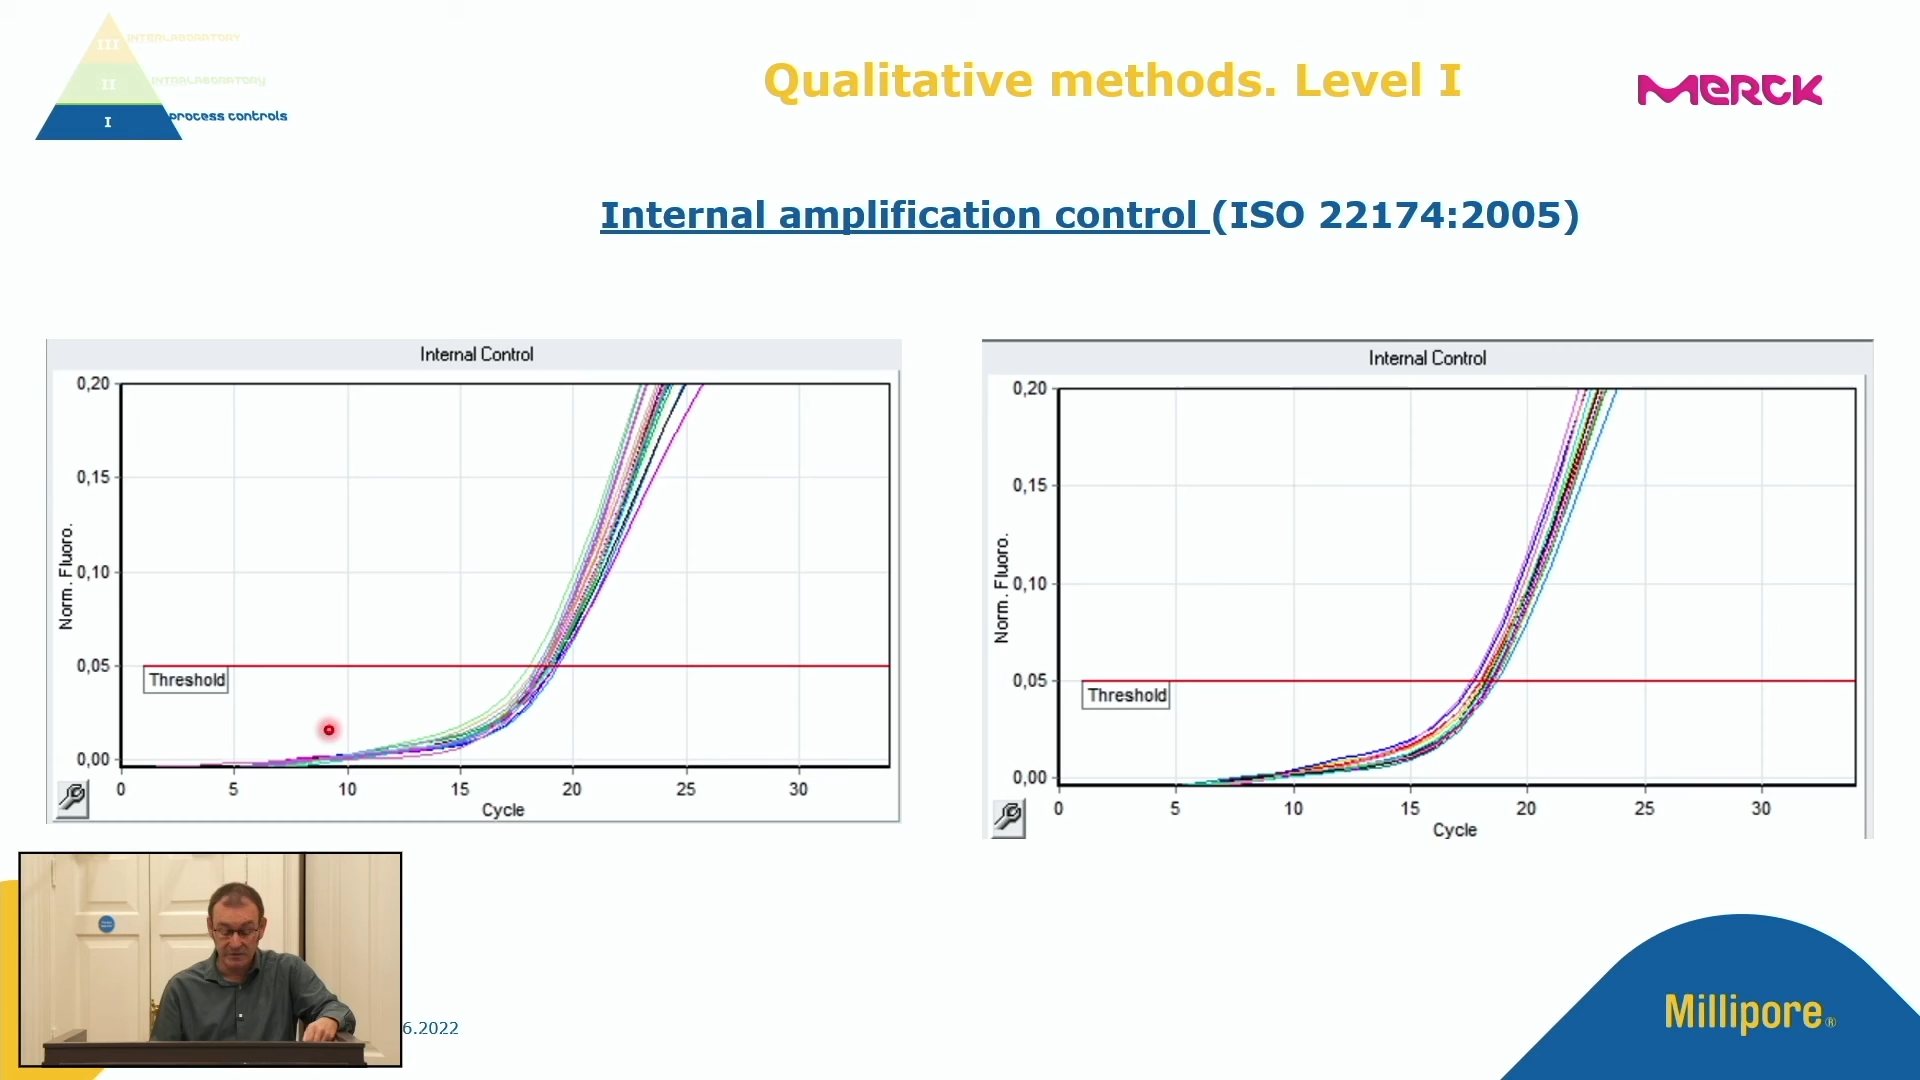 III INTERLABORATORY
II INTRALABORATORY
I process controls
Qualitative methods. Level I
MERCK
Internal amplification control (ISO 22174:2005)
Internal Control
0,20
0,15
0,10
0,05
0,00
Norm. Fluoro.
Threshold
0 5 10 15 20 25 30
Cycle
Internal Control
0,20
0,15
0,10
0,05
0,00
Norm. Fluoro.
Threshold
0 5 10 15 20 25 30
Cycle
6.2022
Millipore®